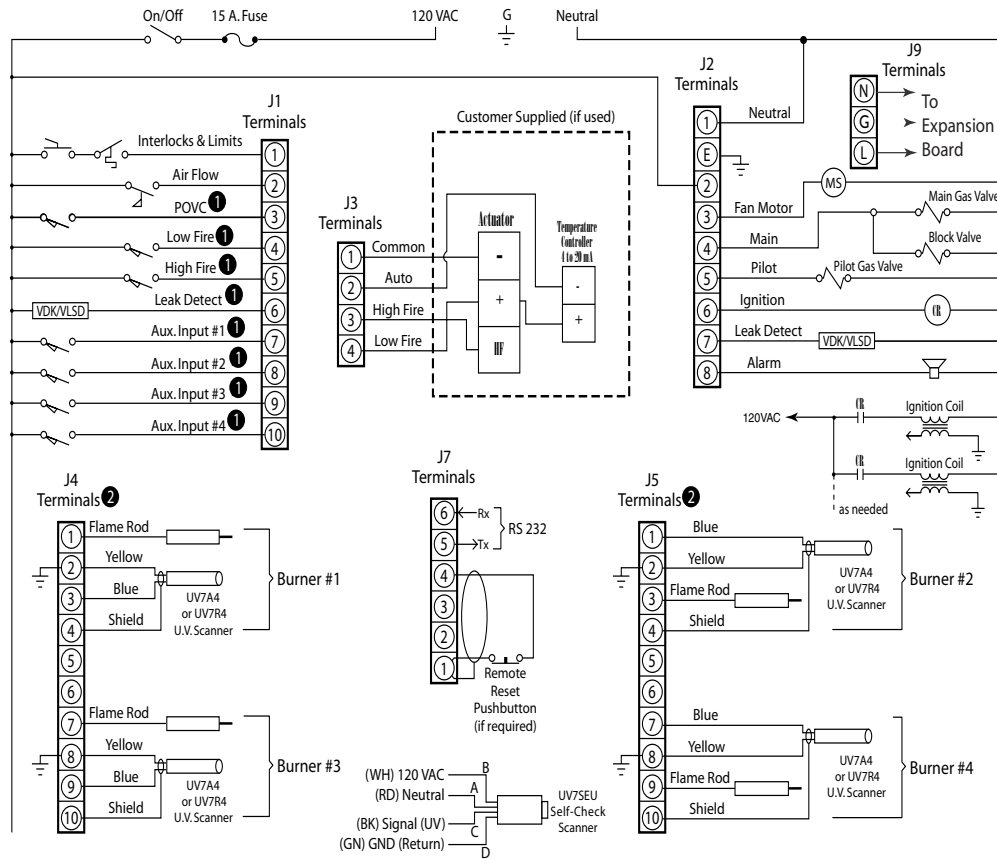 On/Off 15 A. Fuse 120 VAC G Neutral
J9
Terminals
N
G
L
To
Expansion
Board
J1
Terminals
Interlocks & Limits 1
Air Flow 2
POVC 1 3
Low Fire 1 4
High Fire 1 5
VDK/VLSD Leak Detect 1 6
Aux. Input #1 1 7
Aux. Input #2 1 8
Aux. Input #3 1 9
Aux. Input #4 1 10
J3
Terminals
1 Common
2 Auto
3 High Fire
4 Low Fire
Customer Supplied (if used)
Actuator
-
+
HF
Temperature
Controller
4 to 20 mA
-
+
J2
Terminals
1 Neutral
E
2
3 Fan Motor MS
4 Main Main Gas Valve
Block Valve
5 Pilot Pilot Gas Valve
6 Ignition CR
7 Leak Detect VDK/VLSD
8 Alarm
120VAC CR Ignition Coil
CR Ignition Coil
as needed
J4
Terminals 2
1 Flame Rod
2 Yellow
3 Blue
4 Shield
5
6
7 Flame Rod
8 Yellow
9 Blue
10 Shield
UV7A4
or UV7R4
U.V. Scanner
Burner #1
UV7A4
or UV7R4
U.V. Scanner
Burner #3
J7
Terminals
6 Rx
5 Tx
RS 232
4
3
2
1
Remote
Reset
Pushbutton
(if required)
(WH) 120 VAC B
(RD) Neutral A
(BK) Signal (UV) C
(GN) GND (Return) D
UV7SEU
Self-Check
Scanner
J5
Terminals 2
1 Blue
2 Yellow
3 Flame Rod
4 Shield
5
6
7 Blue
8 Yellow
9 Flame Rod
10 Shield
UV7A4
or UV7R4
U.V. Scanner
Burner #2
UV7A4
or UV7R4
U.V. Scanner
Burner #4